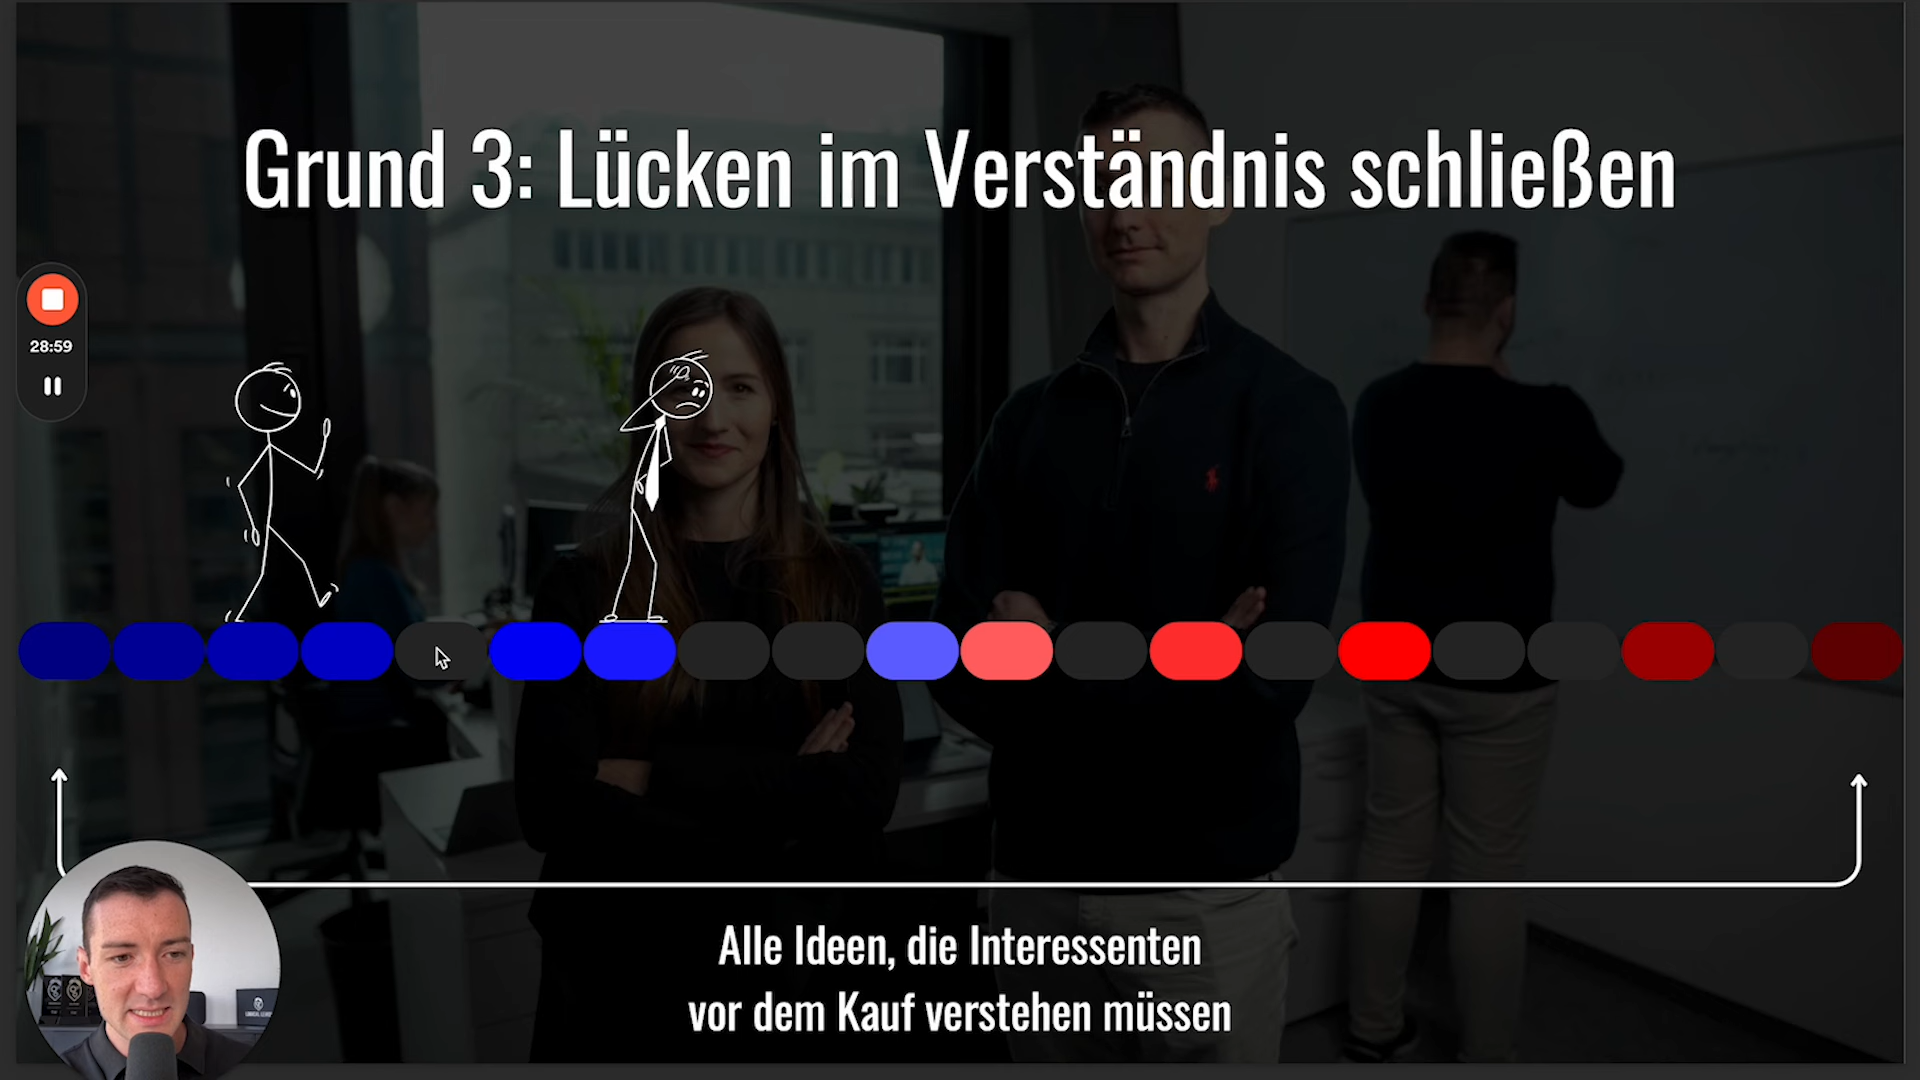 Grund 3: Lücken im Verständnis schließen
28:59
Alle Ideen, die Interessenten
vor dem Kauf verstehen müssen